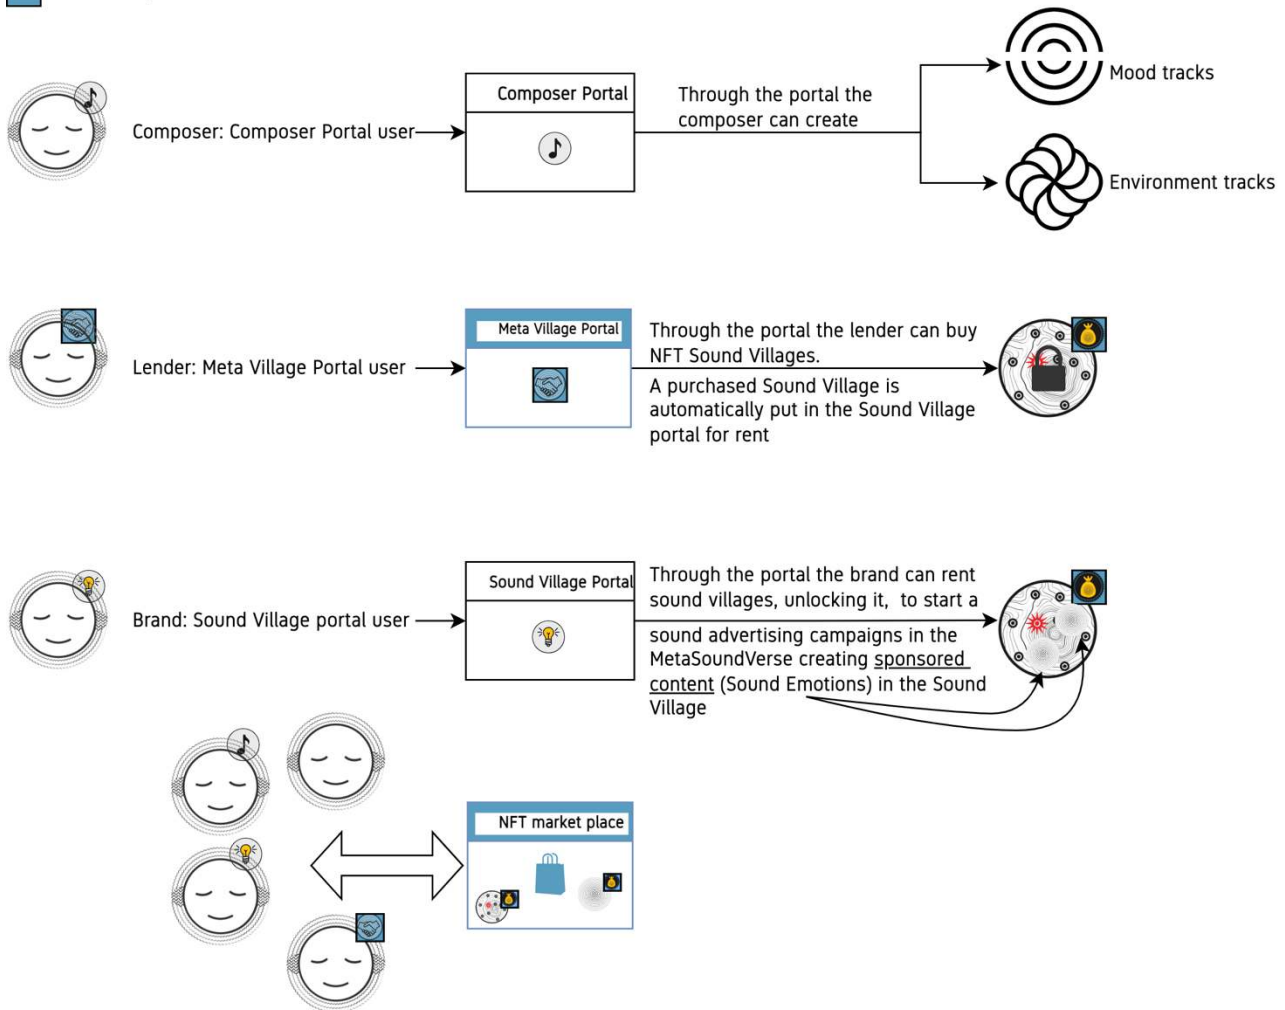 Mood tracks
Composer Portal
Through the portal the
composer can create
Composer: Composer Portal user
Environment tracks
Meta Village Portal
Through the portal the lender can buy
NFT Sound Villages.
Lender: Meta Village Portal user
A purchased Sound Village is
automatically put in the Sound Village
portal for rent
Sound Village Portal
Through the portal the brand can rent
sound villages, unlocking it, to start a
Brand: Sound Village portal user
sound advertising campaigns in the
MetaSoundVerse creating sponsored
content (Sound Emotions) in the Sound
Village
NFT market place